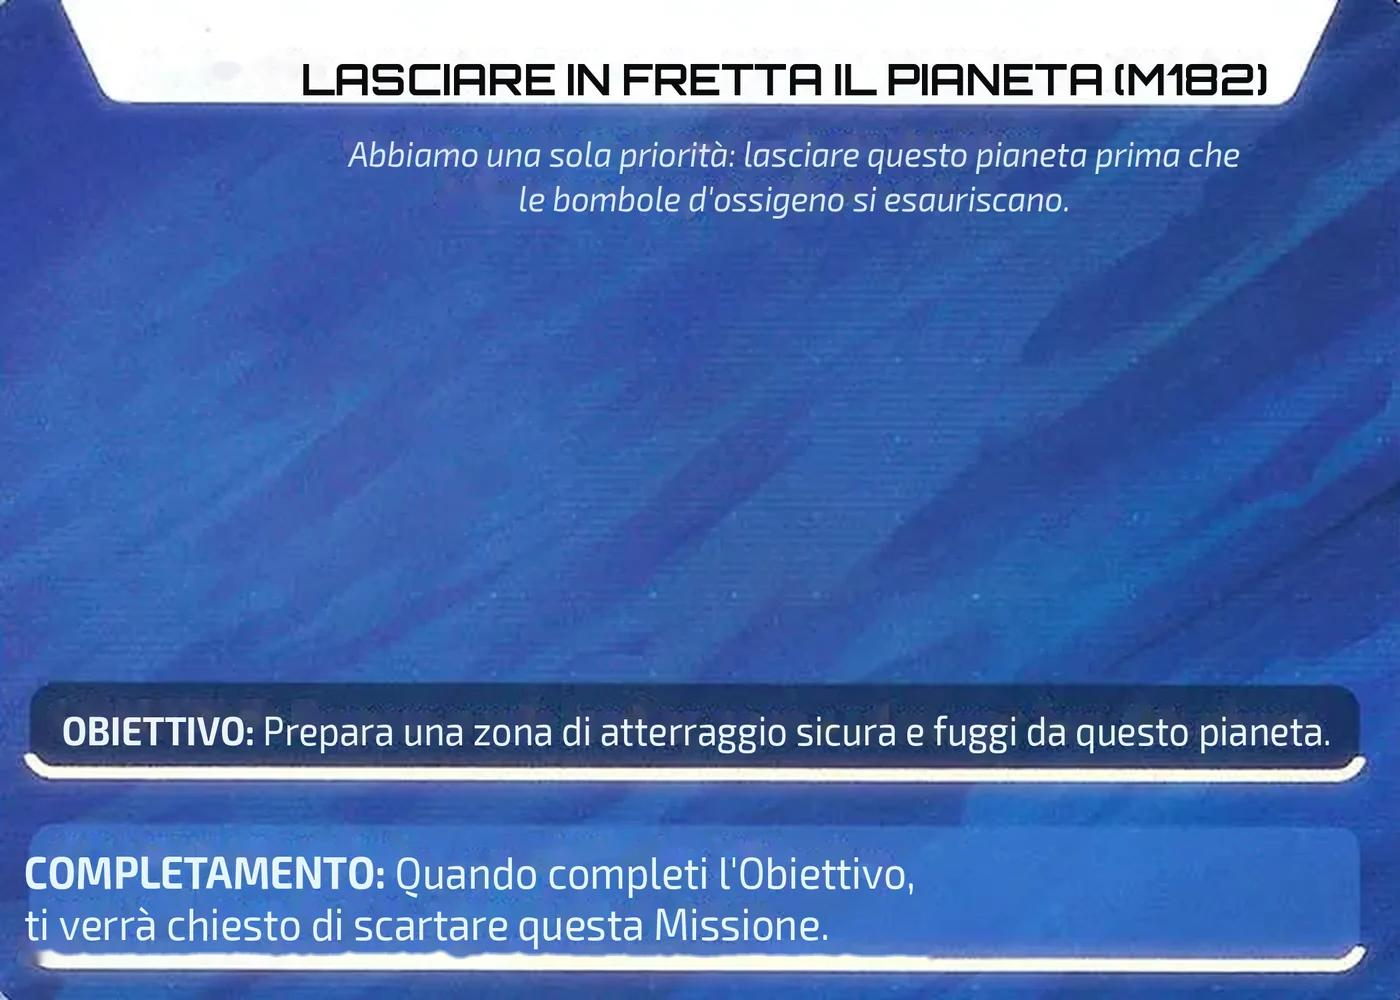 LASCIARE IN FRETTA IL PIANETA (M182)
Abbiamo una sola priorità: lasciare questo pianeta prima che
le bombole d'ossigeno si esauriscano.
OBIETTIVO: Prepara una zona di atterraggio sicura e fuggi da questo pianeta.
COMPLETAMENTO: Quando completi l'Obiettivo,
ti verrà chiesto di scartare questa Missione.